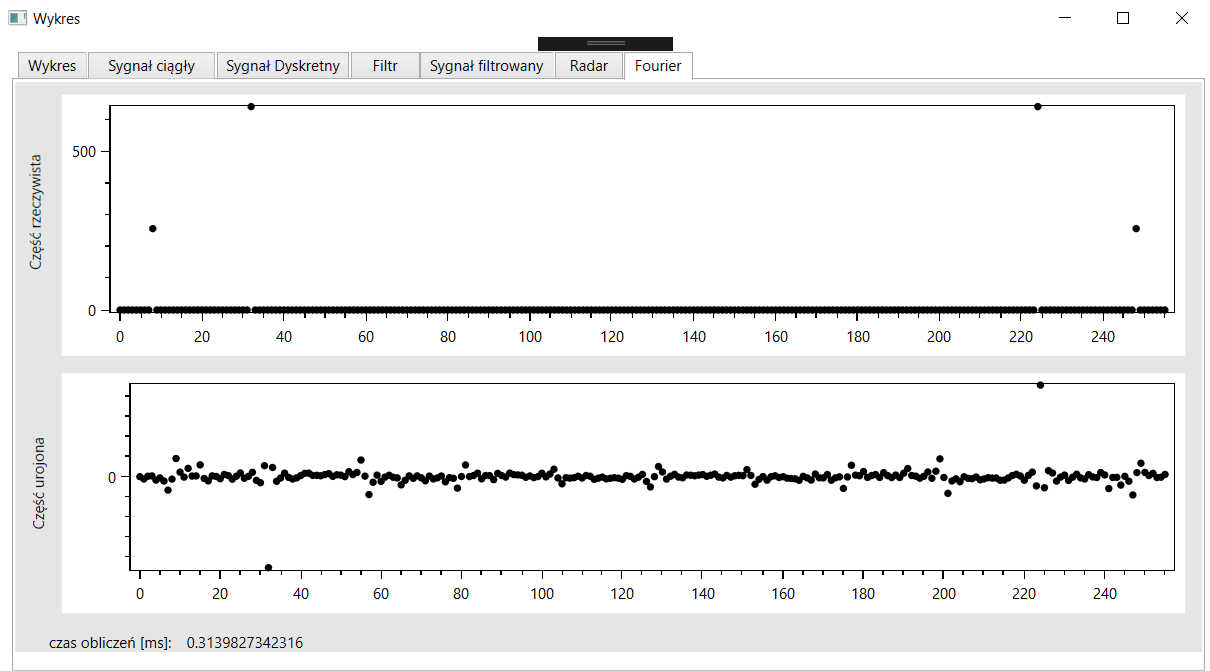 Wykres
Wykres Sygnał ciągły Sygnał Dyskretny Filtr Sygnał filtrowany Radar Fourier
Część rzeczywista
500
0
0 20 40 60 80 100 120 140 160 180 200 220 240
Część urojona
0
0 20 40 60 80 100 120 140 160 180 200 220 240
czas obliczeń [ms]: 0.3139827342316